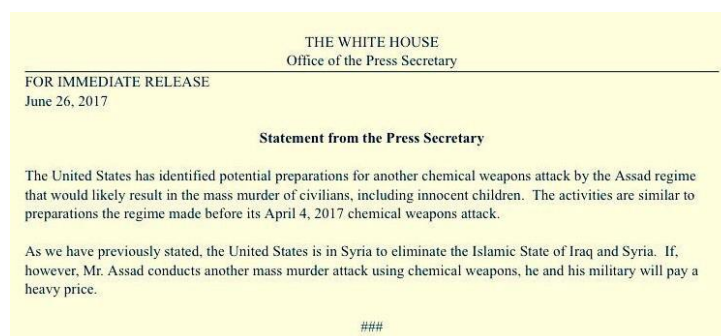 THE WHITE HOUSE
Office of the Press Secretary
FOR IMMEDIATE RELEASE
June 26, 2017
Statement from the Press Secretary
The United States has identified potential preparations for another chemical weapons attack by the Assad regime
that would likely result in the mass murder of civilians, including innocent children.  The activities are similar to
preparations the regime made before its April 4, 2017 chemical weapons attack.
As we have previously stated, the United States is in Syria to eliminate the Islamic State of Iraq and Syria.  If,
however, Mr. Assad conducts another mass murder attack using chemical weapons, he and his military will pay a
heavy price.
###